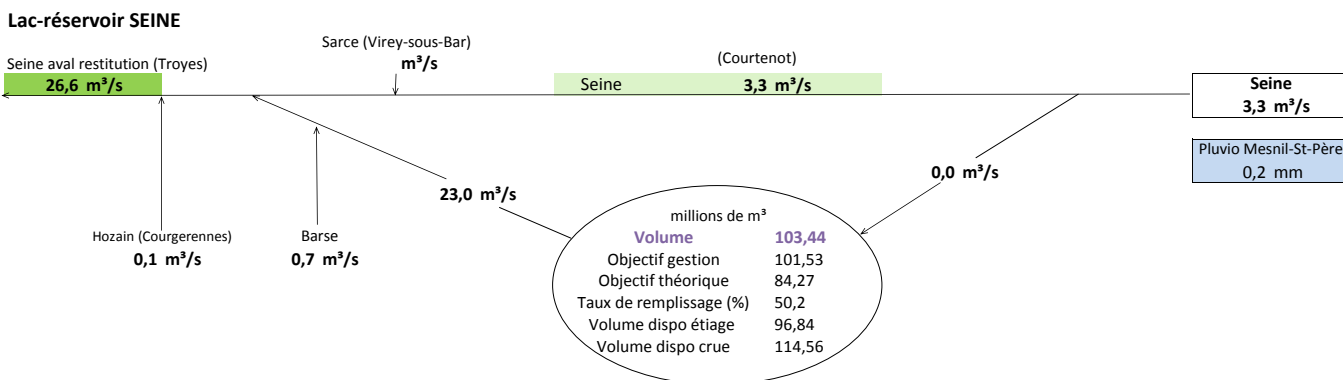 Lac-réservoir SEINE
Sarce (Virey-sous-Bar)
m³/s
(Courtenot)
Seine aval restitution (Troyes)
26,6 m³/s
Seine 3,3 m³/s
Seine
3,3 m³/s
Pluvio Mesnil-St-Père
0,2 mm
0,0 m³/s
23,0 m³/s
Hozain (Courgerennes)
0,1 m³/s
Barse
0,7 m³/s
millions de m³
Volume 103,44
Objectif gestion 101,53
Objectif théorique 84,27
Taux de remplissage (%) 50,2
Volume dispo étiage 96,84
Volume dispo crue 114,56